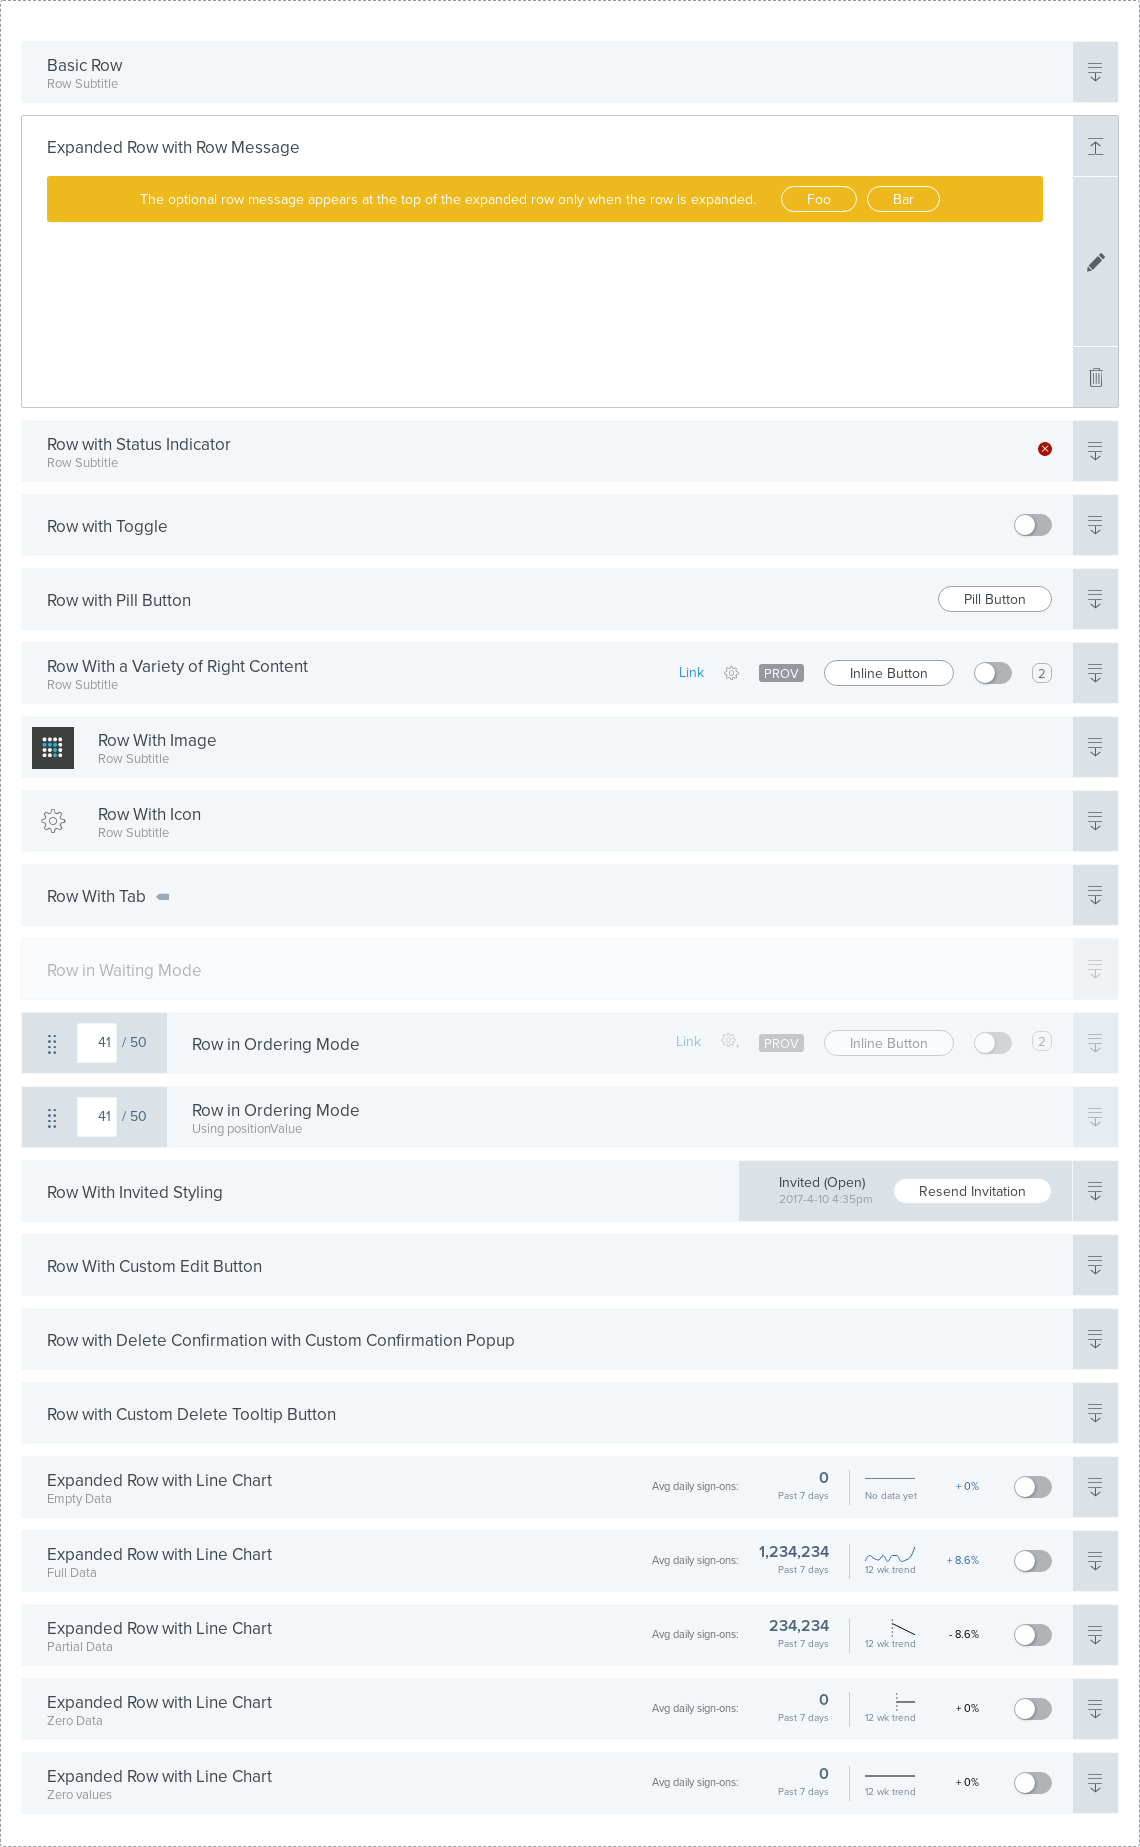 Basic Row
Row Subtitle
Expanded Row with Row Message
The optional row message appears at the top of the expanded row only when the row is expanded. Foo Bar
Row with Status Indicator
Row Subtitle
Row with Toggle
Row with Pill Button Pill Button
Row With a Variety of Right Content
Row Subtitle
Link PROV Inline Button 2
Row With Image
Row Subtitle
Row With Icon
Row Subtitle
Row With Tab
Row in Waiting Mode
41 / 50 Row in Ordering Mode Link , PROV Inline Button 2
41 / 50 Row in Ordering Mode
Using positionValue
Row With Invited Styling
Invited (Open)
2017-4-10 4:35pm
Resend Invitation
Row With Custom Edit Button
Row with Delete Confirmation with Custom Confirmation Popup
Row with Custom Delete Tooltip Button
Expanded Row with Line Chart
Empty Data
Avg daily sign-ons:
0
Past 7 days
No data yet
+ 0%
Expanded Row with Line Chart
Full Data
Avg daily sign-ons:
1,234,234
Past 7 days
12 wk trend
+ 8.6%
Expanded Row with Line Chart
Partial Data
Avg daily sign-ons:
234,234
Past 7 days
12 wk trend
- 8.6%
Expanded Row with Line Chart
Zero Data
Avg daily sign-ons:
0
Past 7 days
12 wk trend
+ 0%
Expanded Row with Line Chart
Zero values
Avg daily sign-ons:
0
Past 7 days
12 wk trend
+ 0%